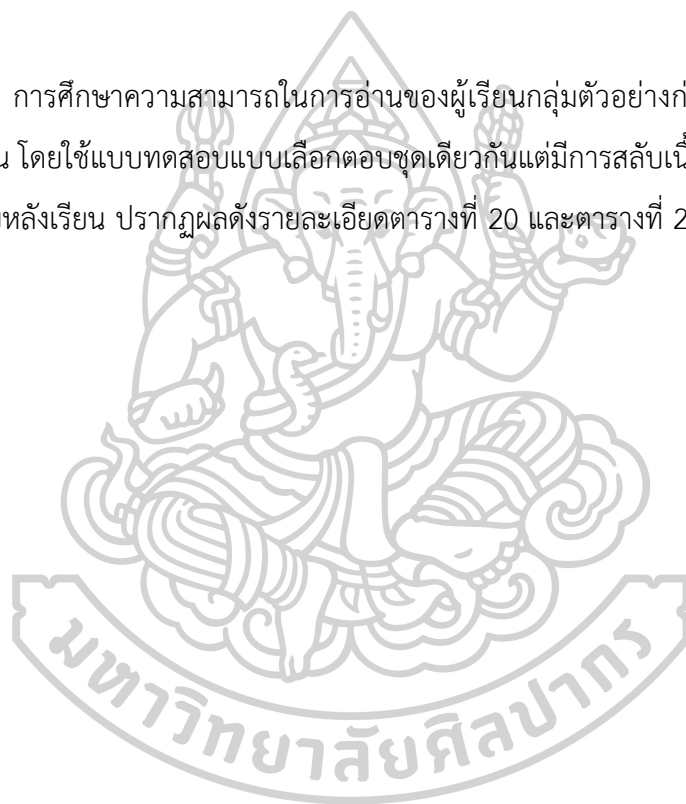 การศึกษาความสามารถในการอ่านของผู้เรียนกลุ่มตัวอย่างก่
น โดยใช้แบบทดสอบแบบเลือกตอบชุดเดียวกันแต่มีการสลับเนื้
หลังเรียน ปรากฏผลดังรายละเอียดตารางที่ 20 และตารางที่ 2
มหาวิทยาลัยศิลปากร